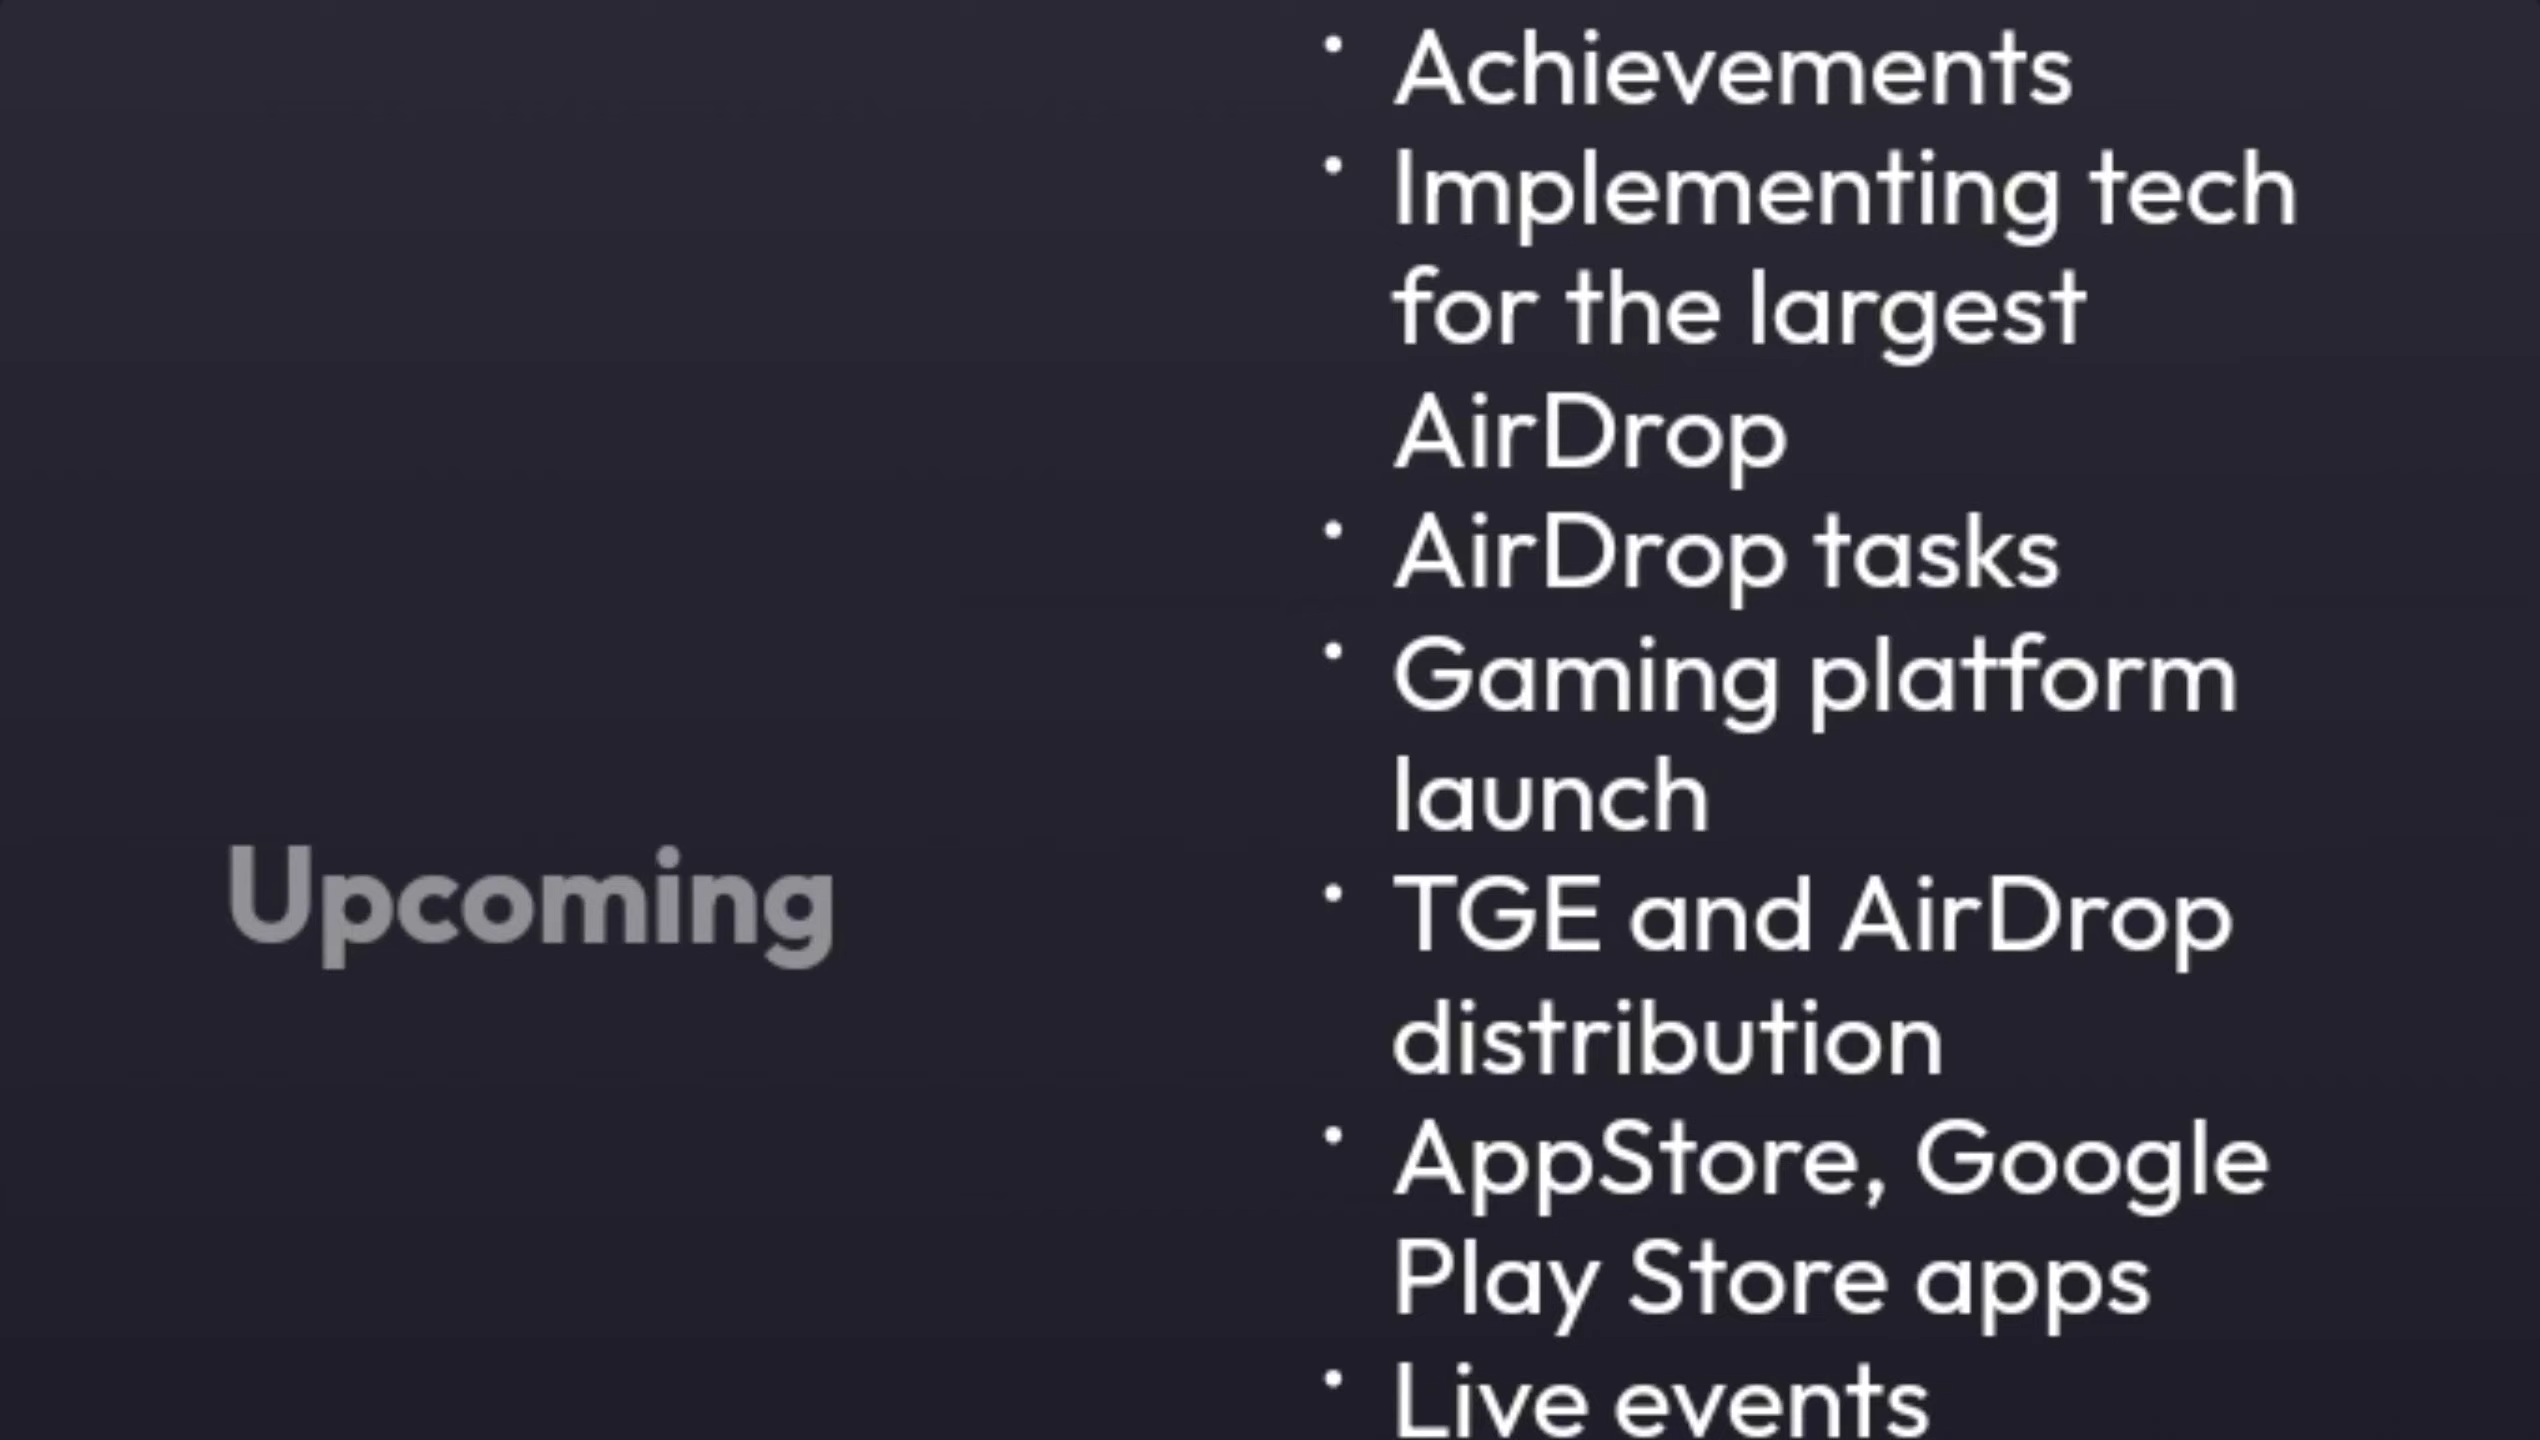 • Achievements
• Implementing tech
for the largest
AirDrop
• AirDrop tasks
• Gaming platform
launch
Upcoming
• TGE and AirDrop
distribution
• AppStore, Google
Play Store apps
• Live events